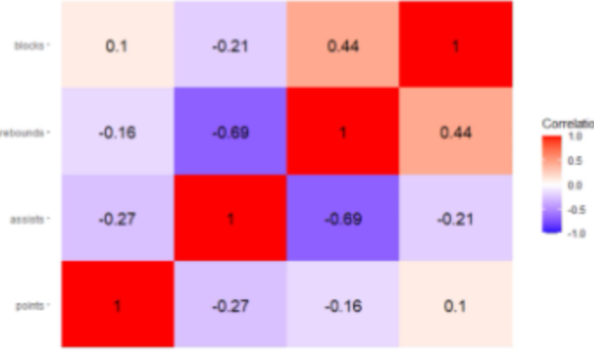 Correlatio
blocks 0.1 -0.21 0.44 1
rebounds -0.16 -0.69 1 0.44
assists -0.27 1 -0.69 -0.21
points 1 -0.27 -0.16 0.1
1.0
0.5
0.0
-0.5
-1.0